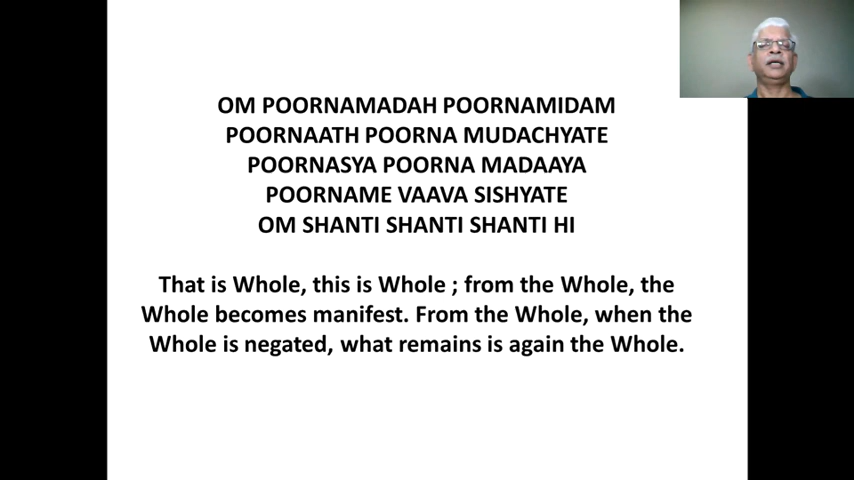 OM POORNAMADAH POORNAMIDAM
POORNAATH POORNA MUDACHYATE
POORNASYA POORNA MADAAYA
POORNAME VAAVA SISHYATE
OM SHANTI SHANTI SHANTI HI
That is Whole, this is Whole ; from the Whole, the
Whole becomes manifest. From the Whole, when the
Whole is negated, what remains is again the Whole.